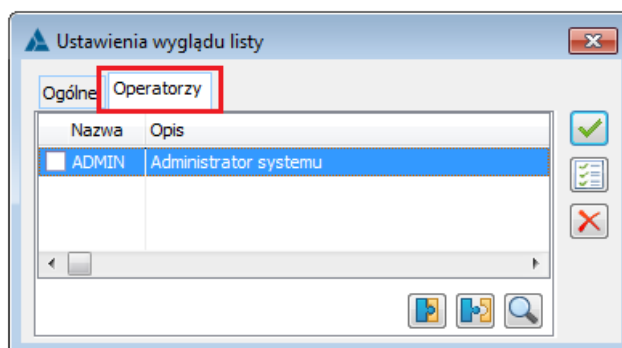 Ustawienia wyglądu listy
Ogólne Operatorzy
Nazwa Opis
ADMIN Administrator systemu